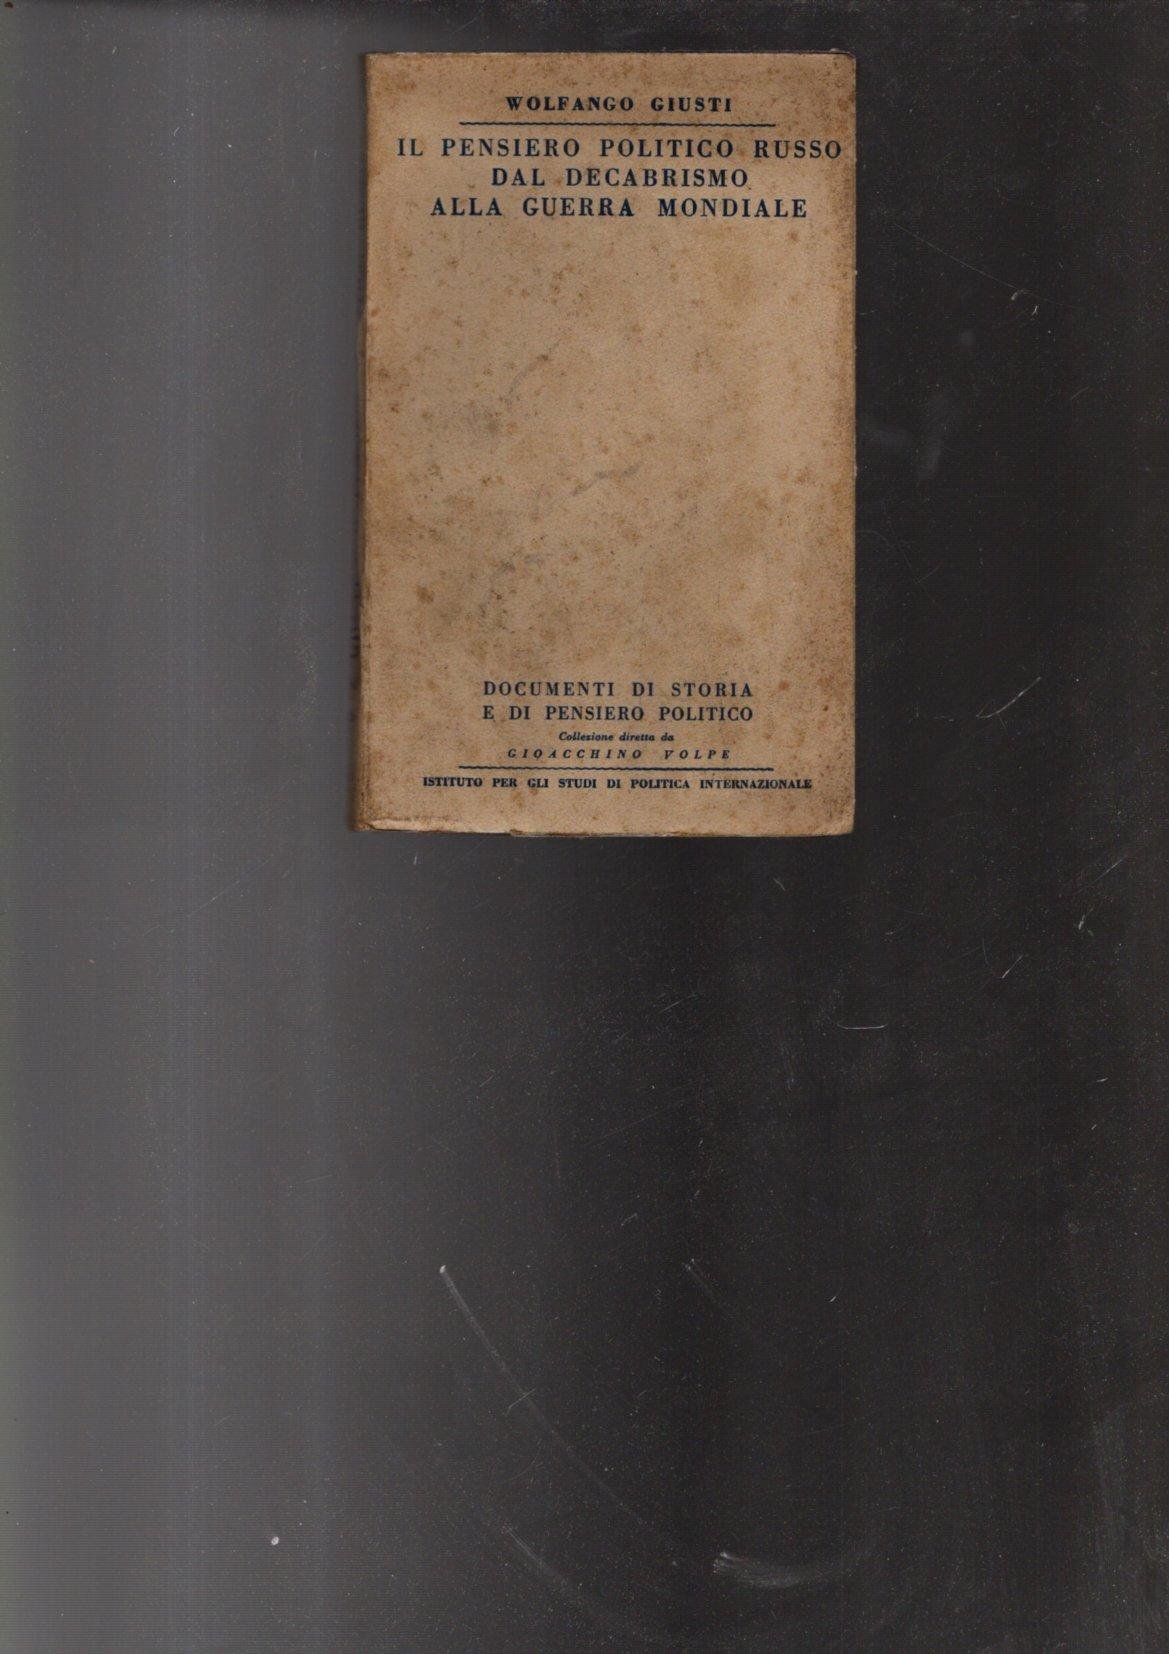 WOLFANGO GIUSTI
IL PENSIERO POLITICO RUSSO
DAL DECABRISMO
ALLA GUERRA MONDIALE
DOCUMENTI DI STORIA
E DI PENSIERO POLITICO
Collezione diretta da
GIOACCHINO VOLPE
ISTITUTO PER GLI STUDI DI POLITICA INTERNAZIONALE